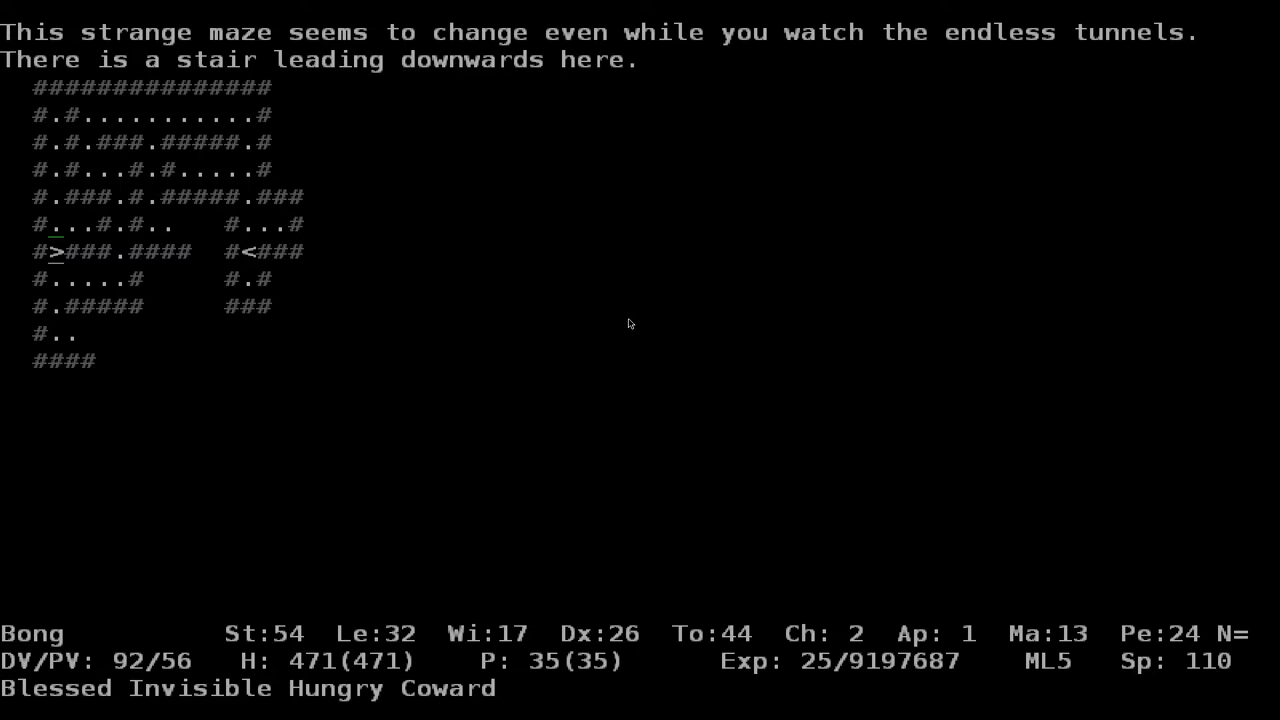 This strange maze seems to change even while you watch the endless tunnels.
There is a stair leading downwards here.
  ###############
  #.#...........#
  #.#.###.#####.#
  #.#...#.#.....#
  #.###.#.#####.###
  #...#.#..   #...#
  #>###.####  #<###
  #.....#     #.#
  #.#####     ###
  #..
  ####
Bong          St:54  Le:32  Wi:17  Dx:26  To:44  Ch: 2  Ap: 1  Ma:13  Pe:24 N=
DV/PV: 92/56   H: 471(471)    P: 35(35)      Exp: 25/9197687    ML5   Sp: 110
Blessed Invisible Hungry Coward